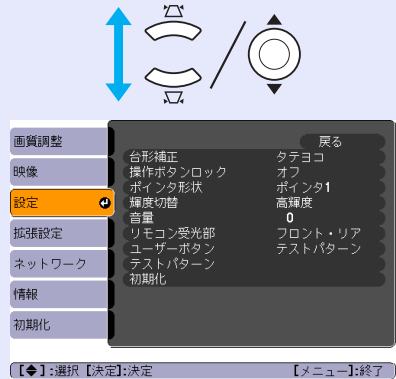 画質調整
映像
設定
拡張設定
ネットワーク
情報
初期化
戻る
台形補正 タテヨコ
操作ボタンロック オフ
ポインタ形状 ポインタ1
輝度切替 高輝度
音量 0
リモコン受光部 フロント・リア
ユーザーボタン テストパターン
テストパターン
初期化
[◆]:選択 [決定]:決定 [メニュー]:終了